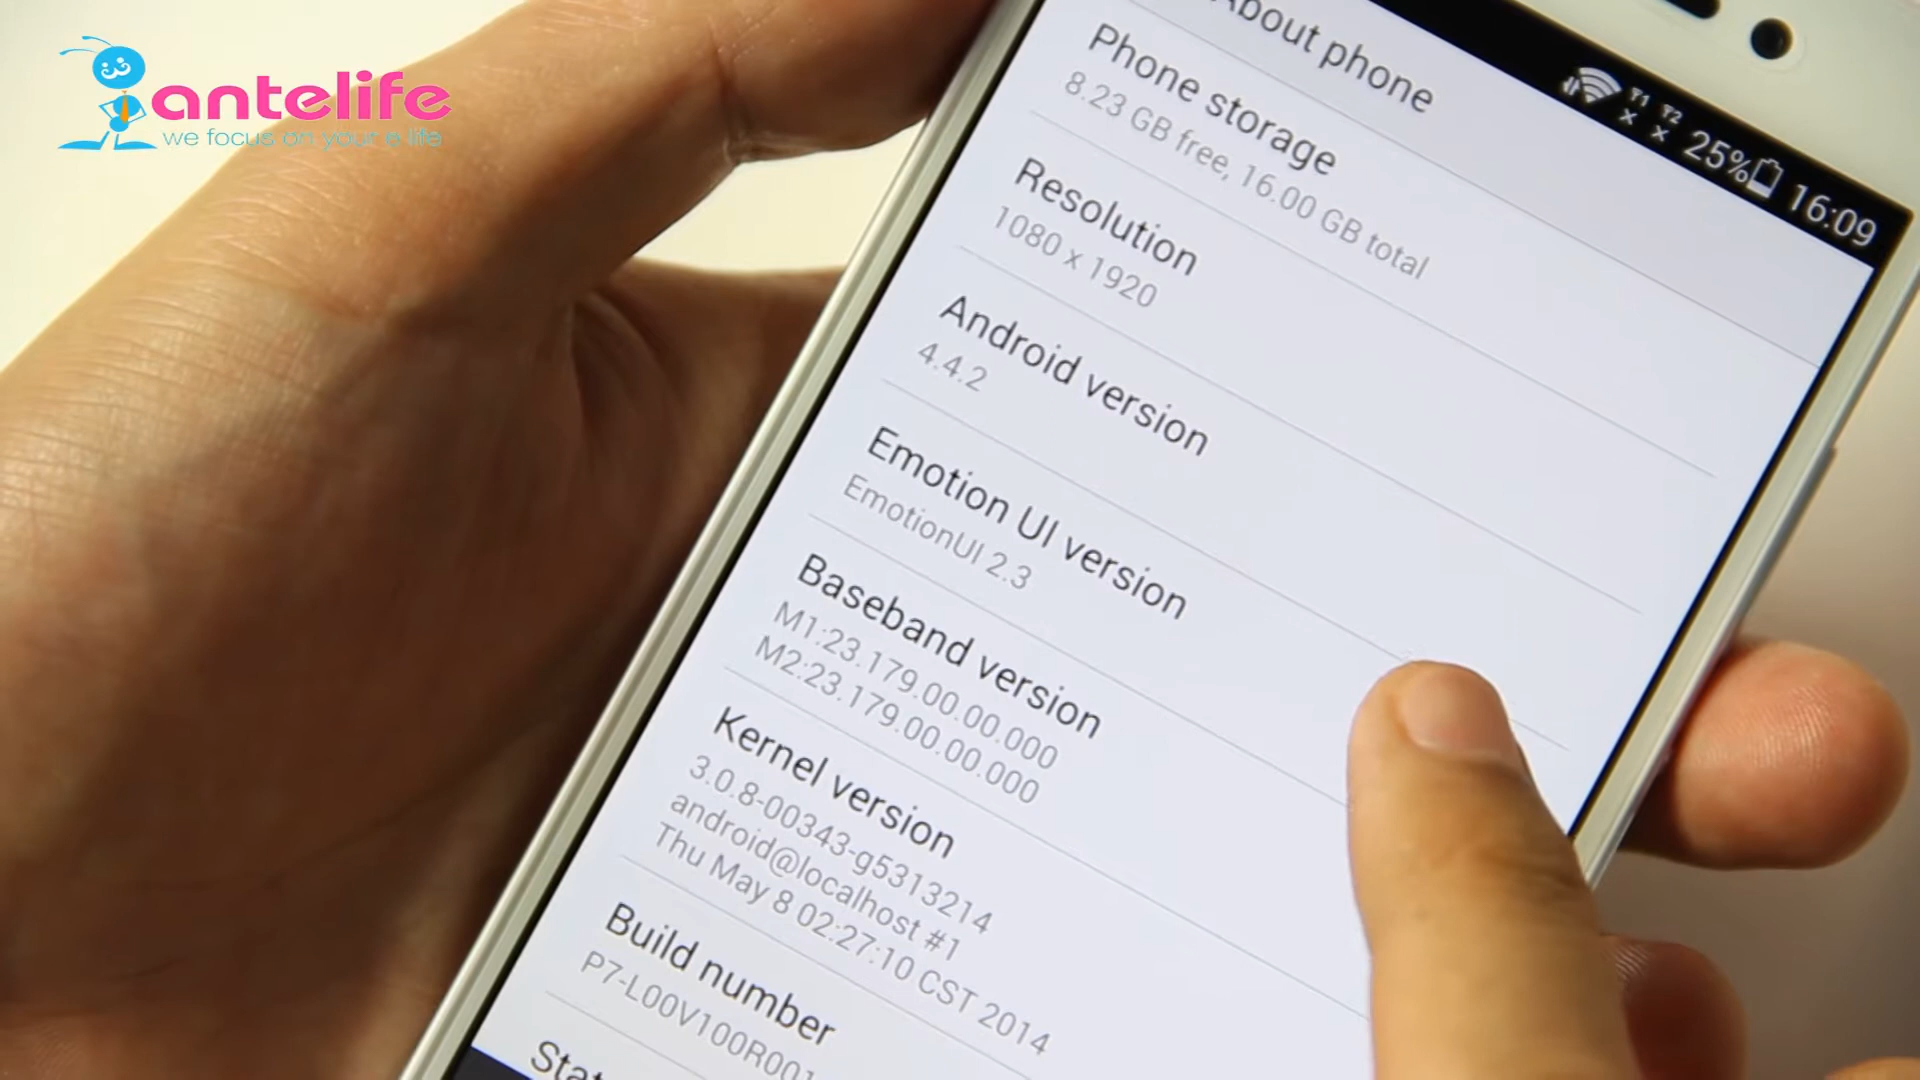 antelife
we focus on your e life
25% 16:09
About phone
Phone storage
8.23 GB free, 16.00 GB total
Resolution
1080 x 1920
Android version
4.4.2
Emotion UI version
EmotionUI 2.3
Baseband version
M1:23.179.00.00.000
M2:23.179.00.00.000
Kernel version
3.0.8-00343-g5313214
android@localhost #1
Thu May 8 02:27:10 CST 2014
Build number
P7-L00V100R001